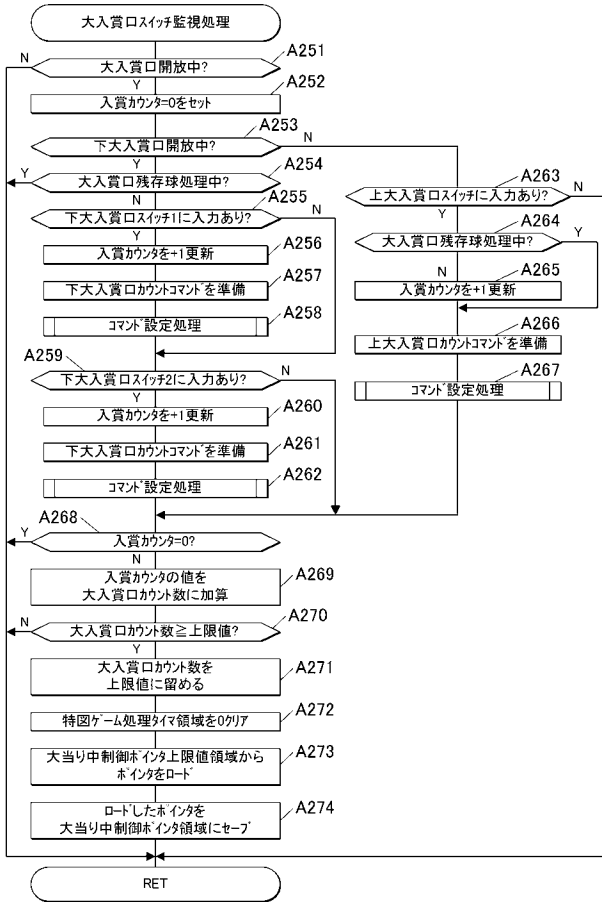 大入賞口スイッチ監視処理
A251
N
大入賞口開放中?
Y
A252
入賞カウンタ=0をセット
A253
下大入賞口開放中?
N
Y
A254
Y
大入賞口残存球処理中?
N
A255
下大入賞口スイッチ1に入力あり?
N
Y
A256
入賞カウンタを+1更新
A257
下大入賞口カウントコマンドを準備
A258
コマンド設定処理
A259
下大入賞口スイッチ2に入力あり?
N
Y
A260
入賞カウンタを+1更新
A261
下大入賞口カウントコマンドを準備
A262
コマンド設定処理
A263
上大入賞口スイッチに入力あり?
N
Y
A264
大入賞口残存球処理中?
Y
N
A265
入賞カウンタを+1更新
A266
上大入賞口カウントコマンドを準備
A267
コマンド設定処理
A268
Y
入賞カウンタ=0?
N
A269
入賞カウンタの値を
大入賞口カウント数に加算
A270
N
大入賞口カウント数≧上限値?
Y
A271
大入賞口カウント数を
上限値に留める
A272
特図ゲーム処理タイマ領域を0クリア
A273
大当り中制御ポインタ上限値領域から
ポインタをロード
A274
ロードしたポインタを
大当り中制御ポインタ領域にセーブ
RET